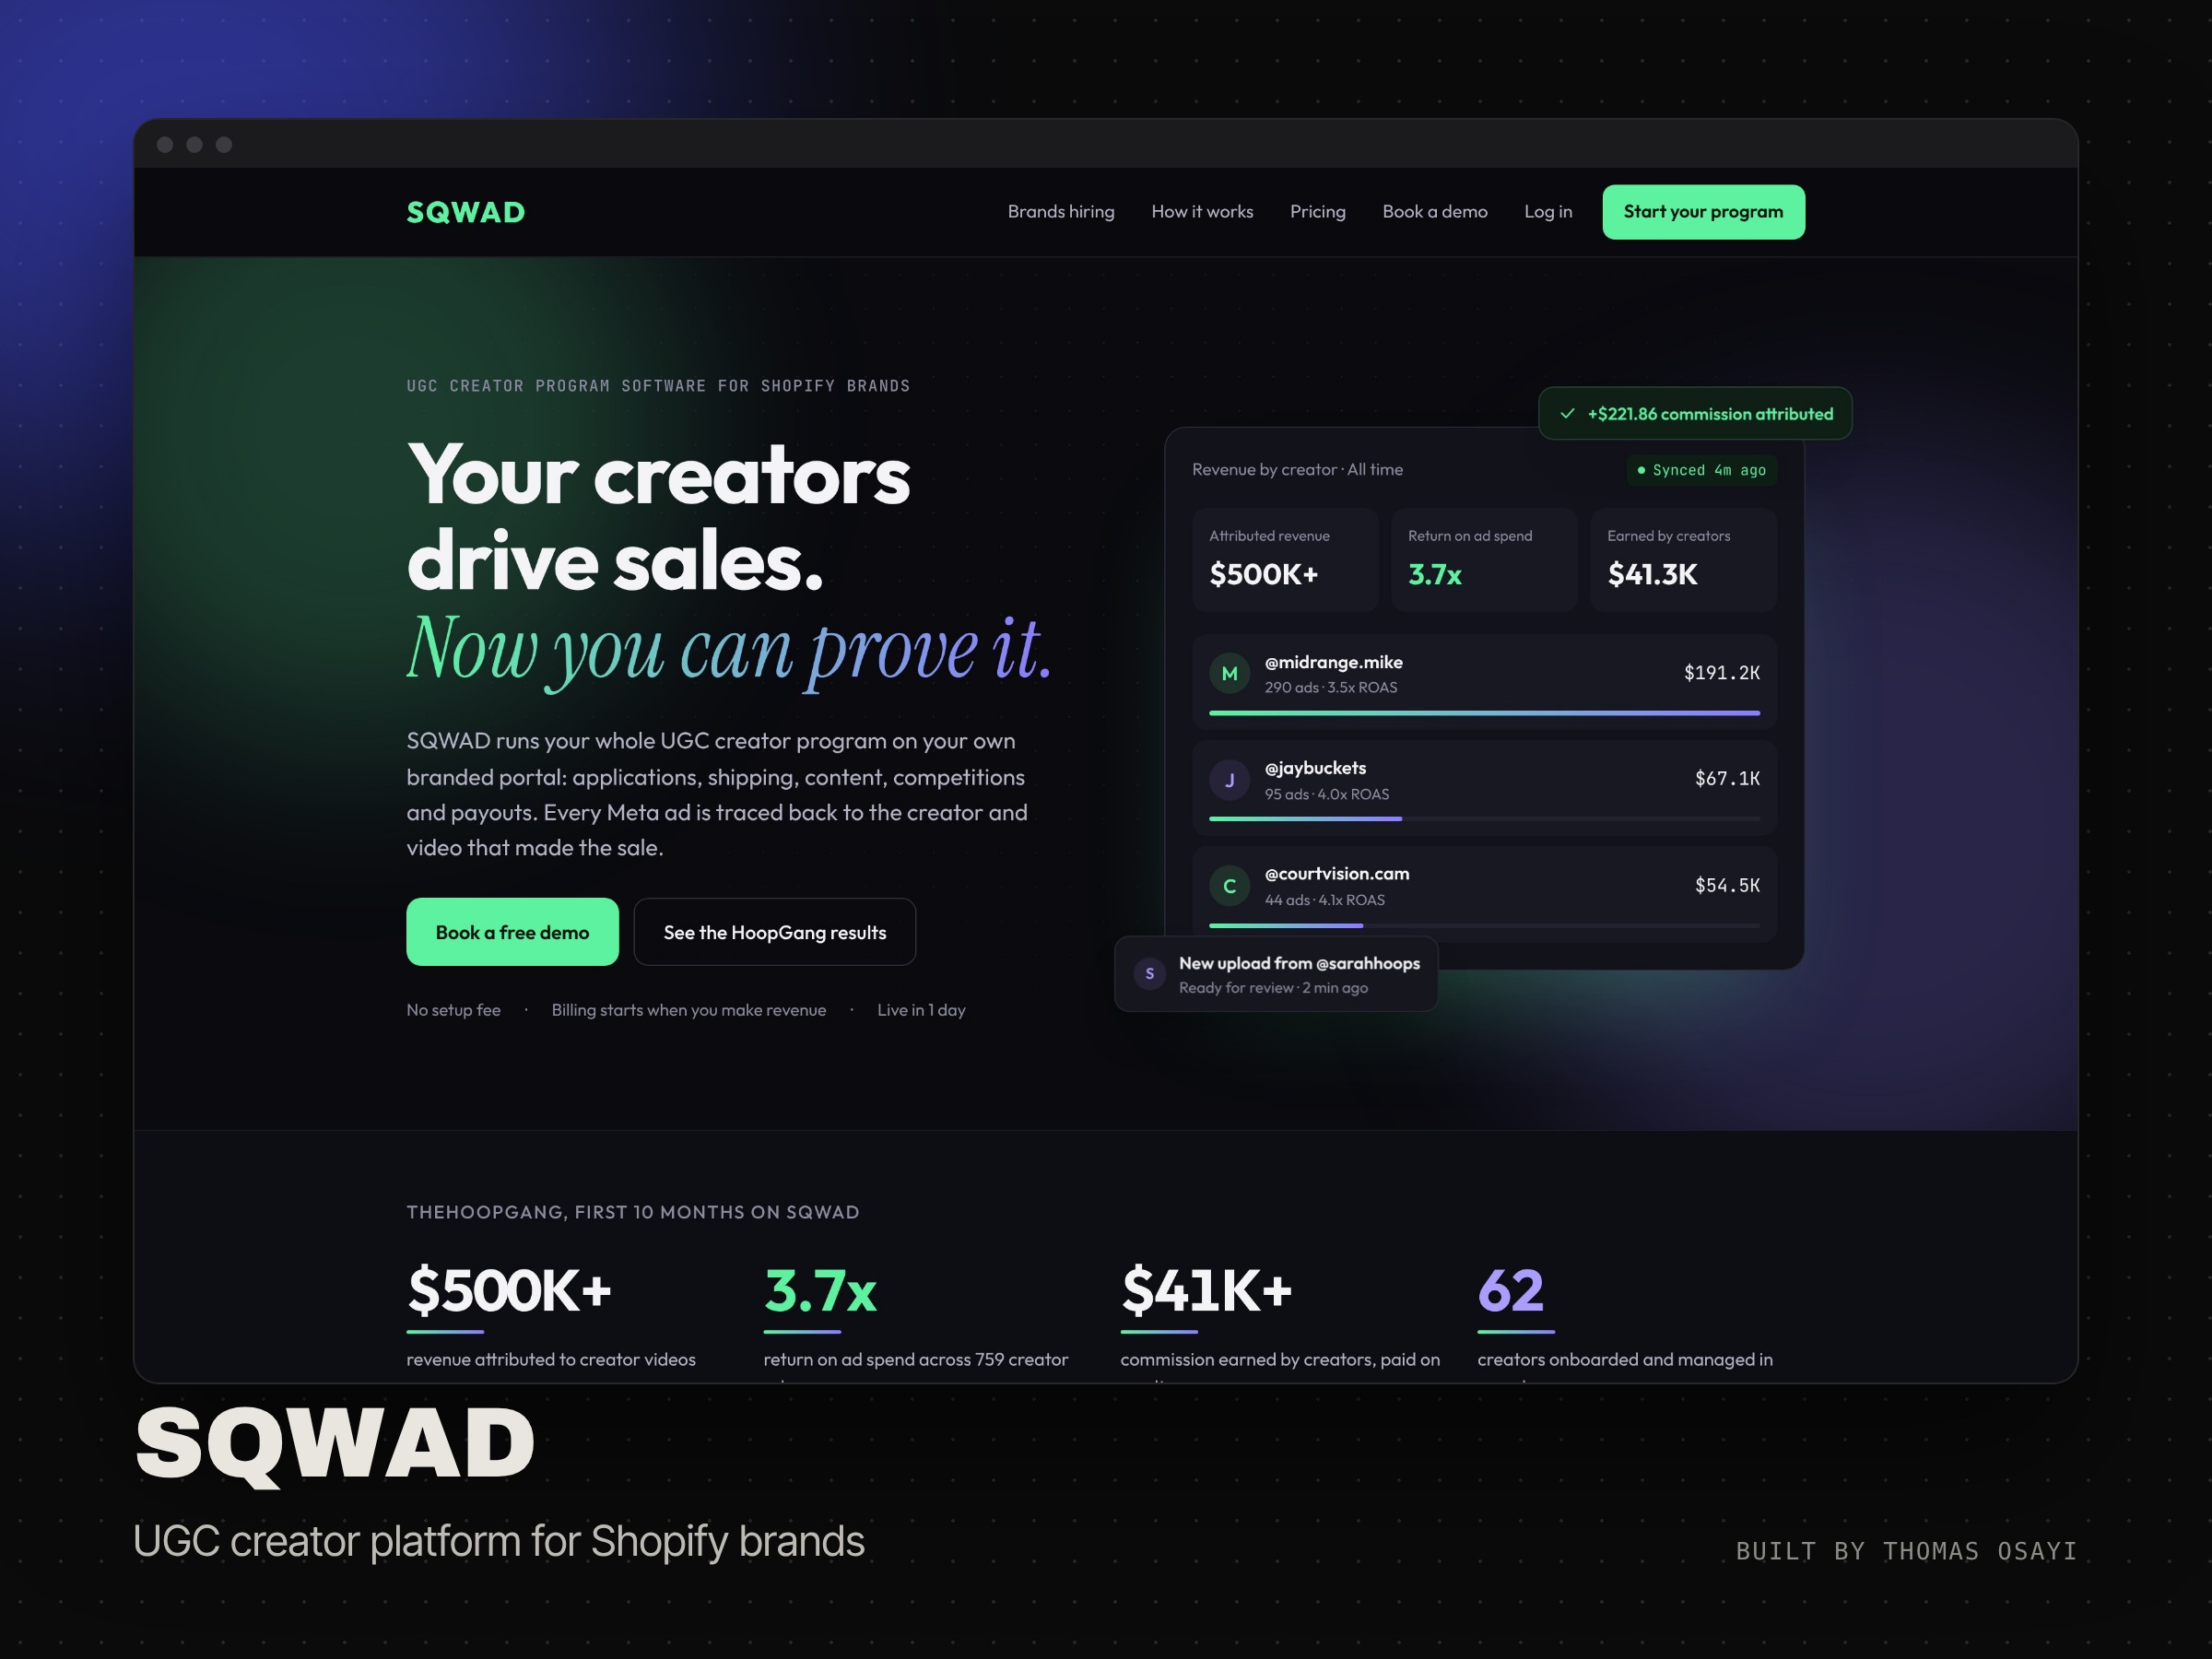 SQWAD
Brands hiring
How it works
Pricing
Book a demo
Log in
Start your program
UGC CREATOR PROGRAM SOFTWARE FOR SHOPIFY BRANDS
Your creators
drive sales.
Now you can prove it.
SQWAD runs your whole UGC creator program on your own
branded portal: applications, shipping, content, competitions
and payouts. Every Meta ad is traced back to the creator and
video that made the sale.
Book a free demo
See the HoopGang results
No setup fee · Billing starts when you make revenue · Live in 1 day
+$221.86 commission attributed
Revenue by creator · All time
Synced 4m ago
Attributed revenue
$500K+
Return on ad spend
3.7x
Earned by creators
$41.3K
M
@midrange.mike
290 ads · 3.5x ROAS
$191.2K
J
@jaybuckets
95 ads · 4.0x ROAS
$67.1K
C
@courtvision.cam
44 ads · 4.1x ROAS
$54.5K
S
New upload from @sarahhoops
Ready for review · 2 min ago
THEHOOPGANG, FIRST 10 MONTHS ON SQWAD
$500K+
revenue attributed to creator videos
3.7x
return on ad spend across 759 creator
$41K+
commission earned by creators, paid on
62
creators onboarded and managed in
SQWAD
UGC creator platform for Shopify brands
BUILT BY THOMAS OSAYI